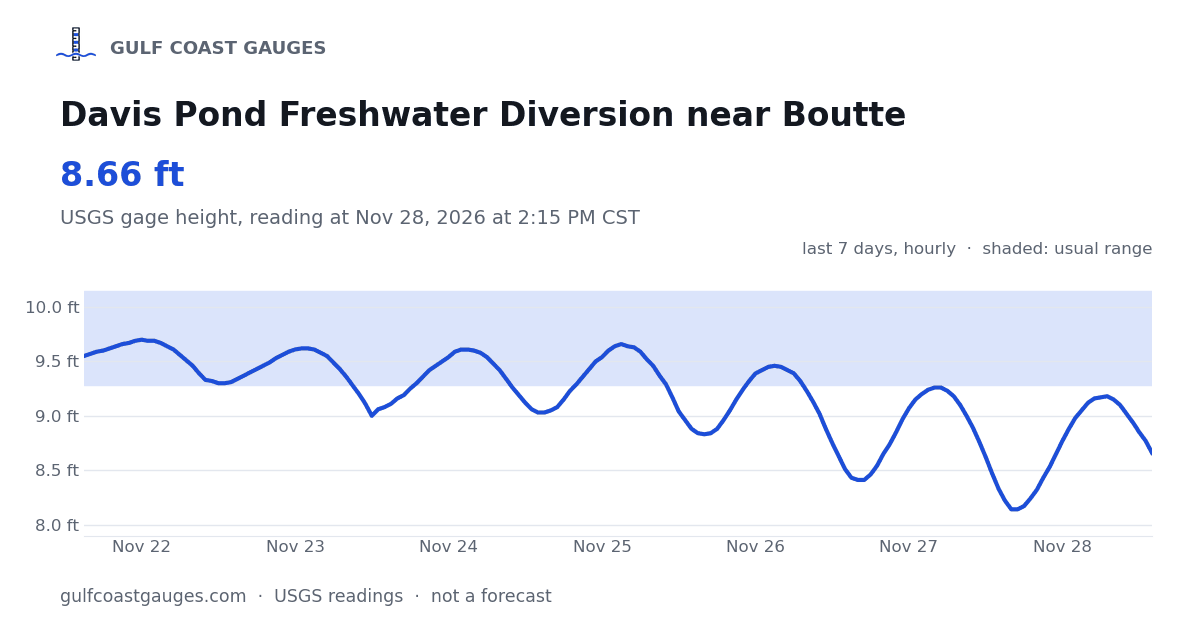 GULF COAST GAUGES
Davis Pond Freshwater Diversion near Boutte
8.66 ft
USGS gage height, reading at Nov 28, 2026 at 2:15 PM CST
last 7 days, hourly · shaded: usual range
10.0 ft
9.5 ft
9.0 ft
8.5 ft
8.0 ft
Nov 22 Nov 23 Nov 24 Nov 25 Nov 26 Nov 27 Nov 28
gulfcoastgauges.com · USGS readings · not a forecast